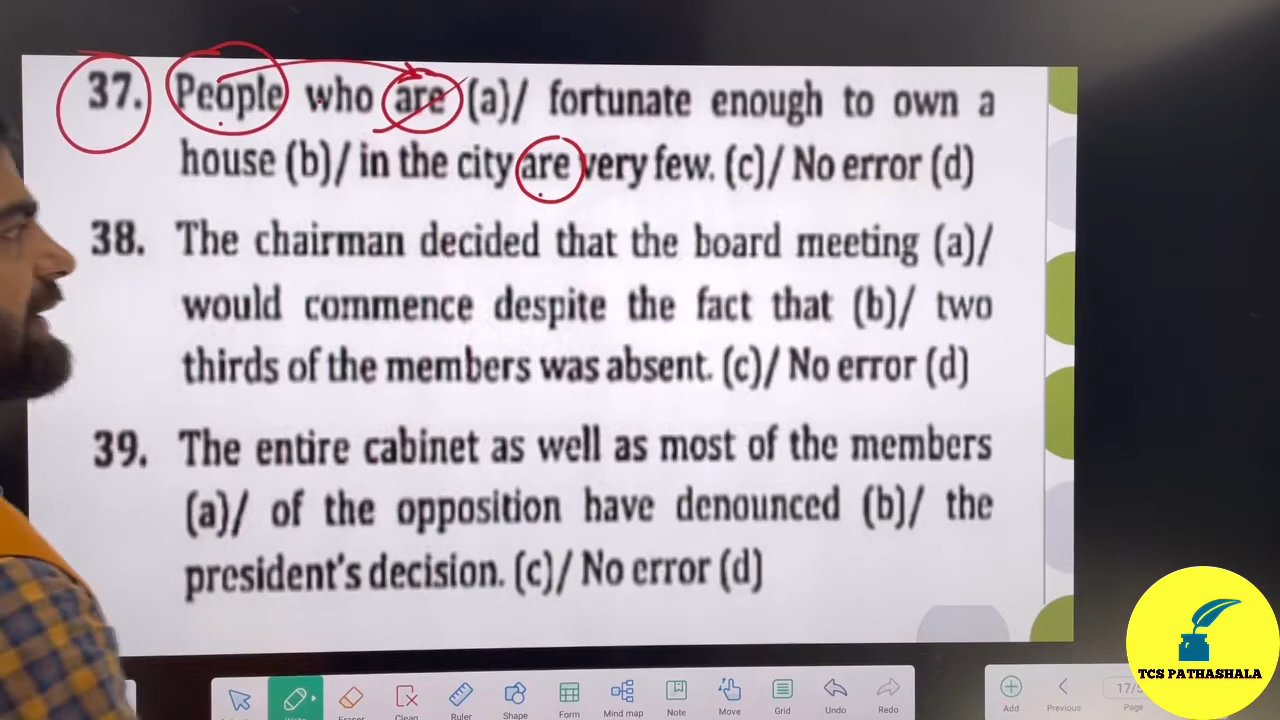 37. People who are (a)/ fortunate enough to own a
house (b)/ in the city are very few. (c)/ No error (d)
38. The chairman decided that the board meeting (a)/
would commence despite the fact that (b)/ two
thirds of the members was absent. (c)/ No error (d)
39. The entire cabinet as well as most of the members
(a)/ of the opposition have denounced (b)/ the
president's decision. (c)/ No error (d)
TCS PATHASHALA
Write Eraser Clean Ruler Shape Form Mind map Note Move Grid Undo Redo Add Previous Page